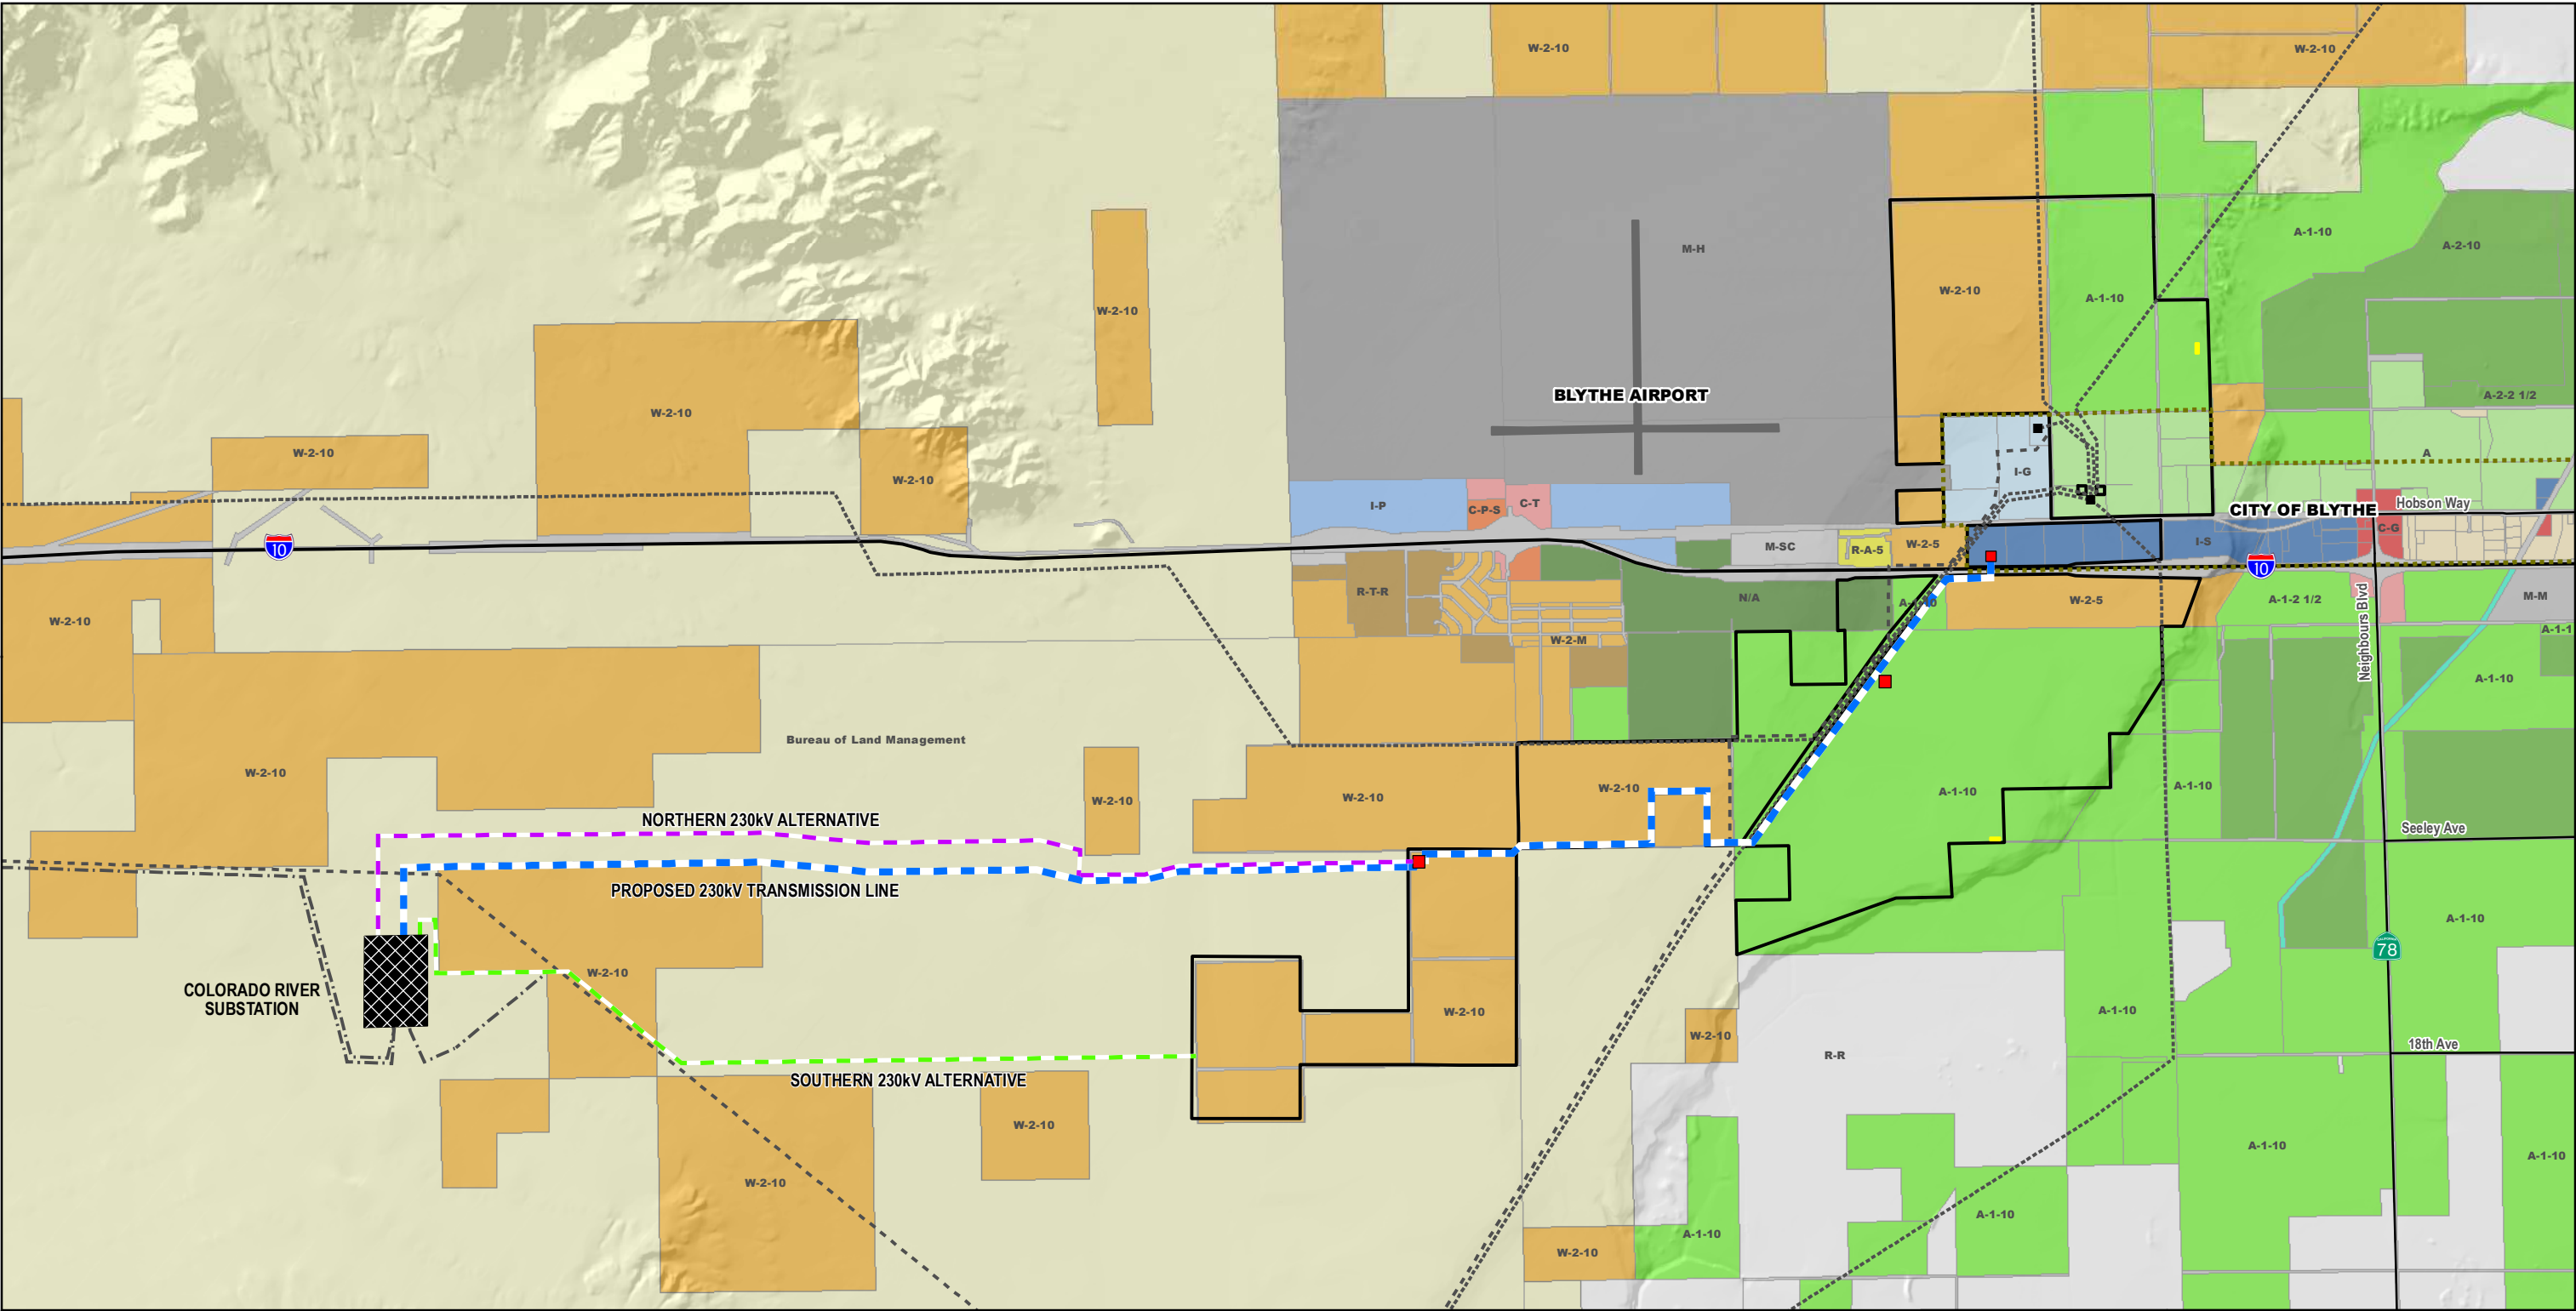 W-2-10
W-2-10
A-1-10
A-2-10
M-H
W-2-10
A-1-10
W-2-10
BLYTHE AIRPORT
A-2-2 1/2
W-2-10
W-2-10
W-2-10
A
I-G
I-P
C-P-S
C-T
Hobson Way
CITY OF BLYTHE
C-G
10
M-SC
R-A-5
W-2-5
I-S
10
R-T-R
N/A
W-2-5
A-1-2 1/2
M-M
W-2-10
W-2-M
Neighbours Blvd
A-1-1
A-1-10
Bureau of Land Management
W-2-10
W-2-10
W-2-10
W-2-10
A-1-10
A-1-10
NORTHERN 230kV ALTERNATIVE
Seeley Ave
PROPOSED 230kV TRANSMISSION LINE
A-1-10
CALIFORNIA
78
COLORADO RIVER
SUBSTATION
W-2-10
W-2-10
A-1-10
W-2-10
R-R
18th Ave
SOUTHERN 230kV ALTERNATIVE
W-2-10
A-1-10
A-1-10
W-2-10
A-1-10
A-1-10
W-2-10